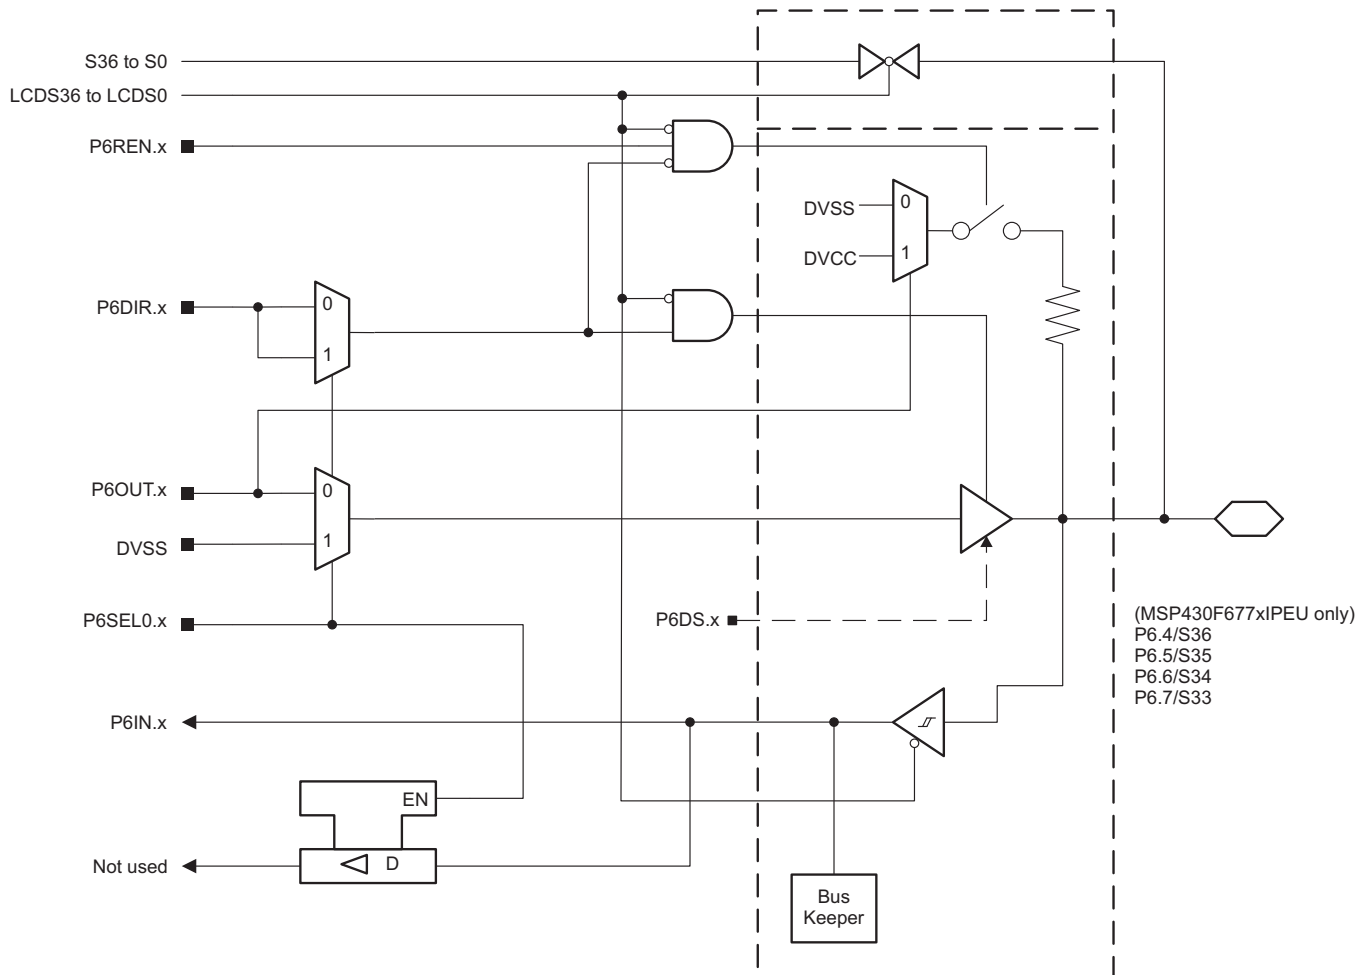 S36 to S0
LCDS36 to LCDS0
P6REN.x
DVSS
0
DVCC
1
P6DIR.x
0
1
P6OUT.x
0
DVSS
1
P6SEL0.x
P6DS.x
(MSP430F677xIPEU only)
P6.4/S36
P6.5/S35
P6.6/S34
P6.7/S33
P6IN.x
EN
Not used
D
Bus
Keeper